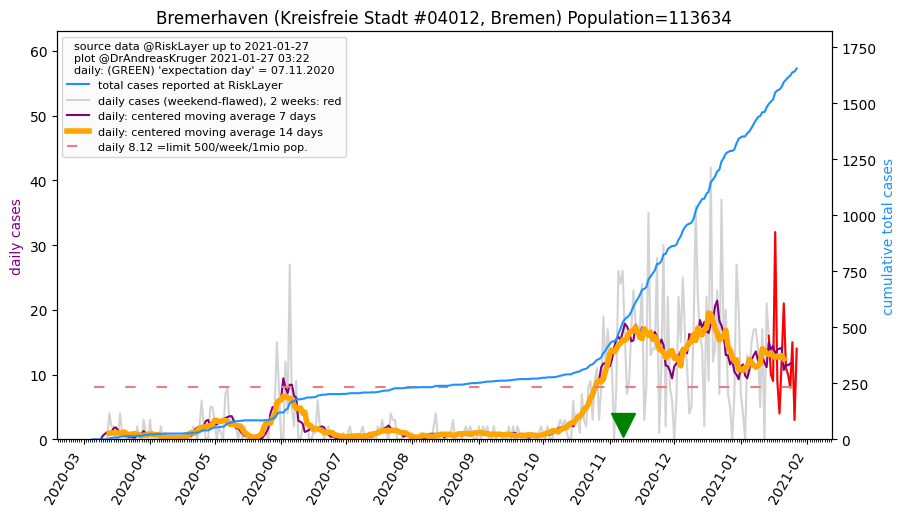 Bremerhaven (Kreisfreie Stadt #04012, Bremen) Population=113634
source data @RiskLayer up to 2021-01-27
plot @DrAndreasKruger 2021-01-27 03:22
daily: (GREEN) 'expectation day' = 07.11.2020
total cases reported at RiskLayer
daily cases (weekend-flawed), 2 weeks: red
daily: centered moving average 7 days
daily: centered moving average 14 days
daily 8.12 =limit 500/week/1mio pop.
daily cases
60
50
40
30
20
10
0
cumulative total cases
1750
1500
1250
1000
750
500
250
0
2020-03
2020-04
2020-05
2020-06
2020-07
2020-08
2020-09
2020-10
2020-11
2020-12
2021-01
2021-02